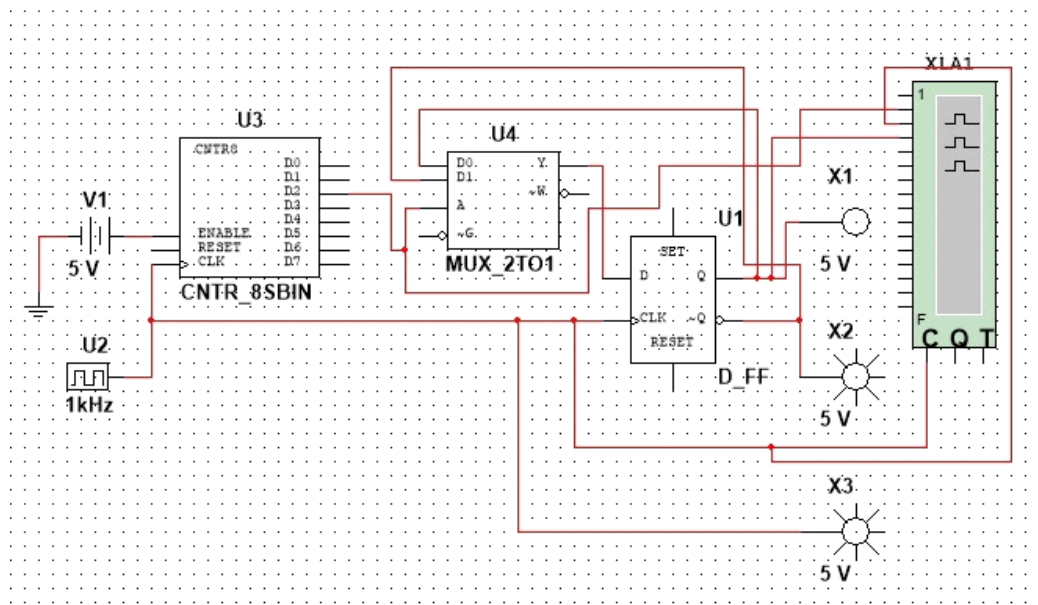 XLA1
1
F
C Q T
U3
CNTR8
D0
D1
D2
D3
D4
D5
D6
D7
ENABLE
RESET
CLK
CNTR_8SBIN
V1
5 V
U2
1kHz
U4
D0.
D1.
A
~G.
Y.
~W.
MUX_2TO1
U1
SET
D
Q
CLK
~Q
RESET
D_FF
X1
5 V
X2
5 V
X3
5 V